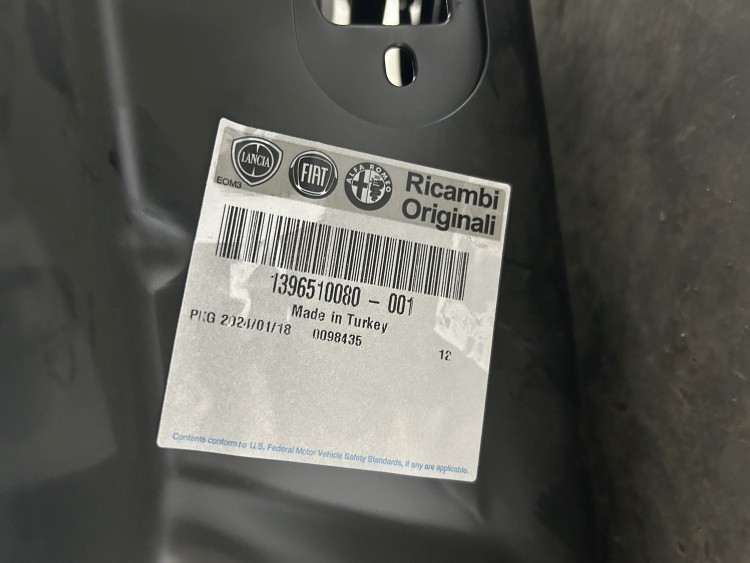 LANCIA
FIAT
ALFA ROMEO
Ricambi
Originali
EOM3
1396510080 - 001
Made in Turkey
PKG 2024/01/18 0098435
12
Contents conform to U.S. Federal Motor Vehicle Safety Standards, if any are applicable.